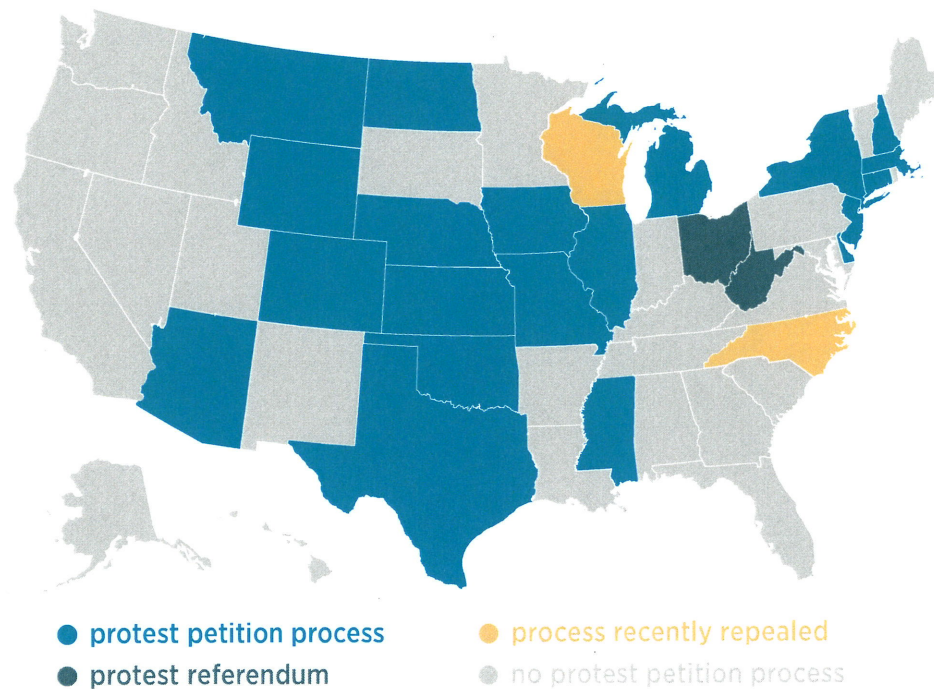 protest petition process
process recently repealed
protest referendum
no protest petition process